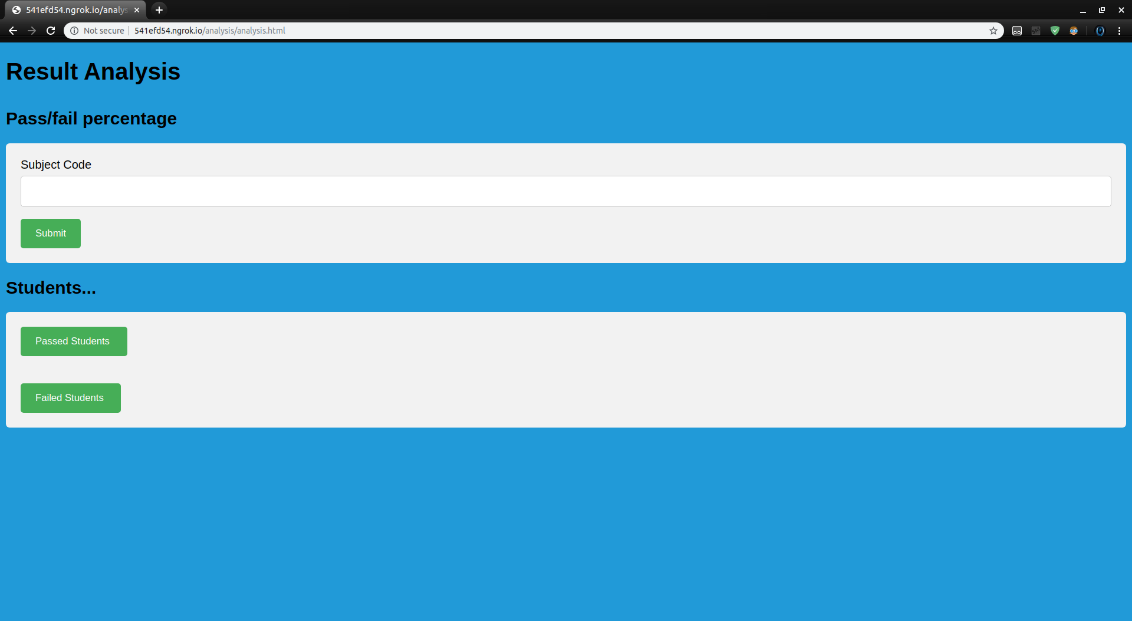 541efd54.ngrok.io/analys
Not secure | 541efd54.ngrok.io/analysis/analysis.html
Result Analysis
Pass/fail percentage
Subject Code
Submit
Students...
Passed Students
Failed Students